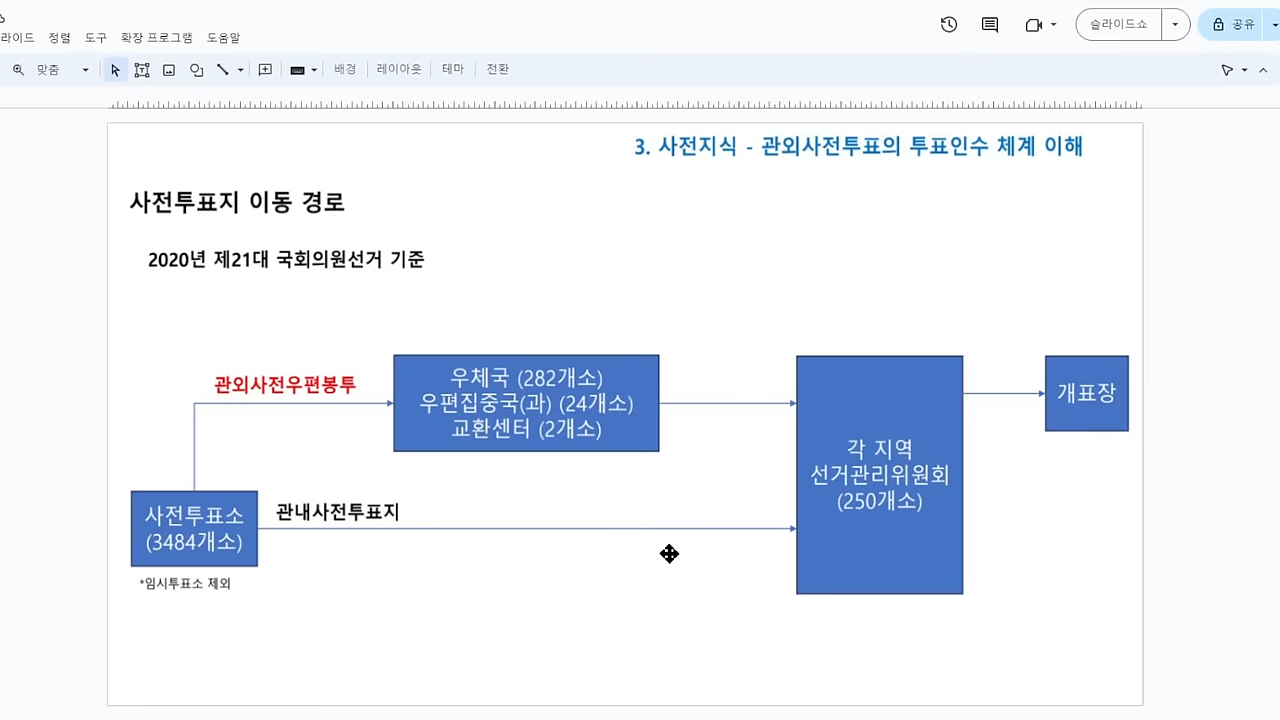 라이드 정렬 도구 확장 프로그램 도움말
슬라이드쇼
공유
맞춤
배경 레이아웃 테마 전환
3. 사전지식 - 관외사전투표의 투표인수 체계 이해
사전투표지 이동 경로
2020년 제21대 국회의원선거 기준
관외사전우편봉투
우체국 (282개소)
우편집중국(과) (24개소)
교환센터 (2개소)
개표장
각 지역
선거관리위원회
(250개소)
사전투표소
(3484개소)
관내사전투표지
*임시투표소 제외